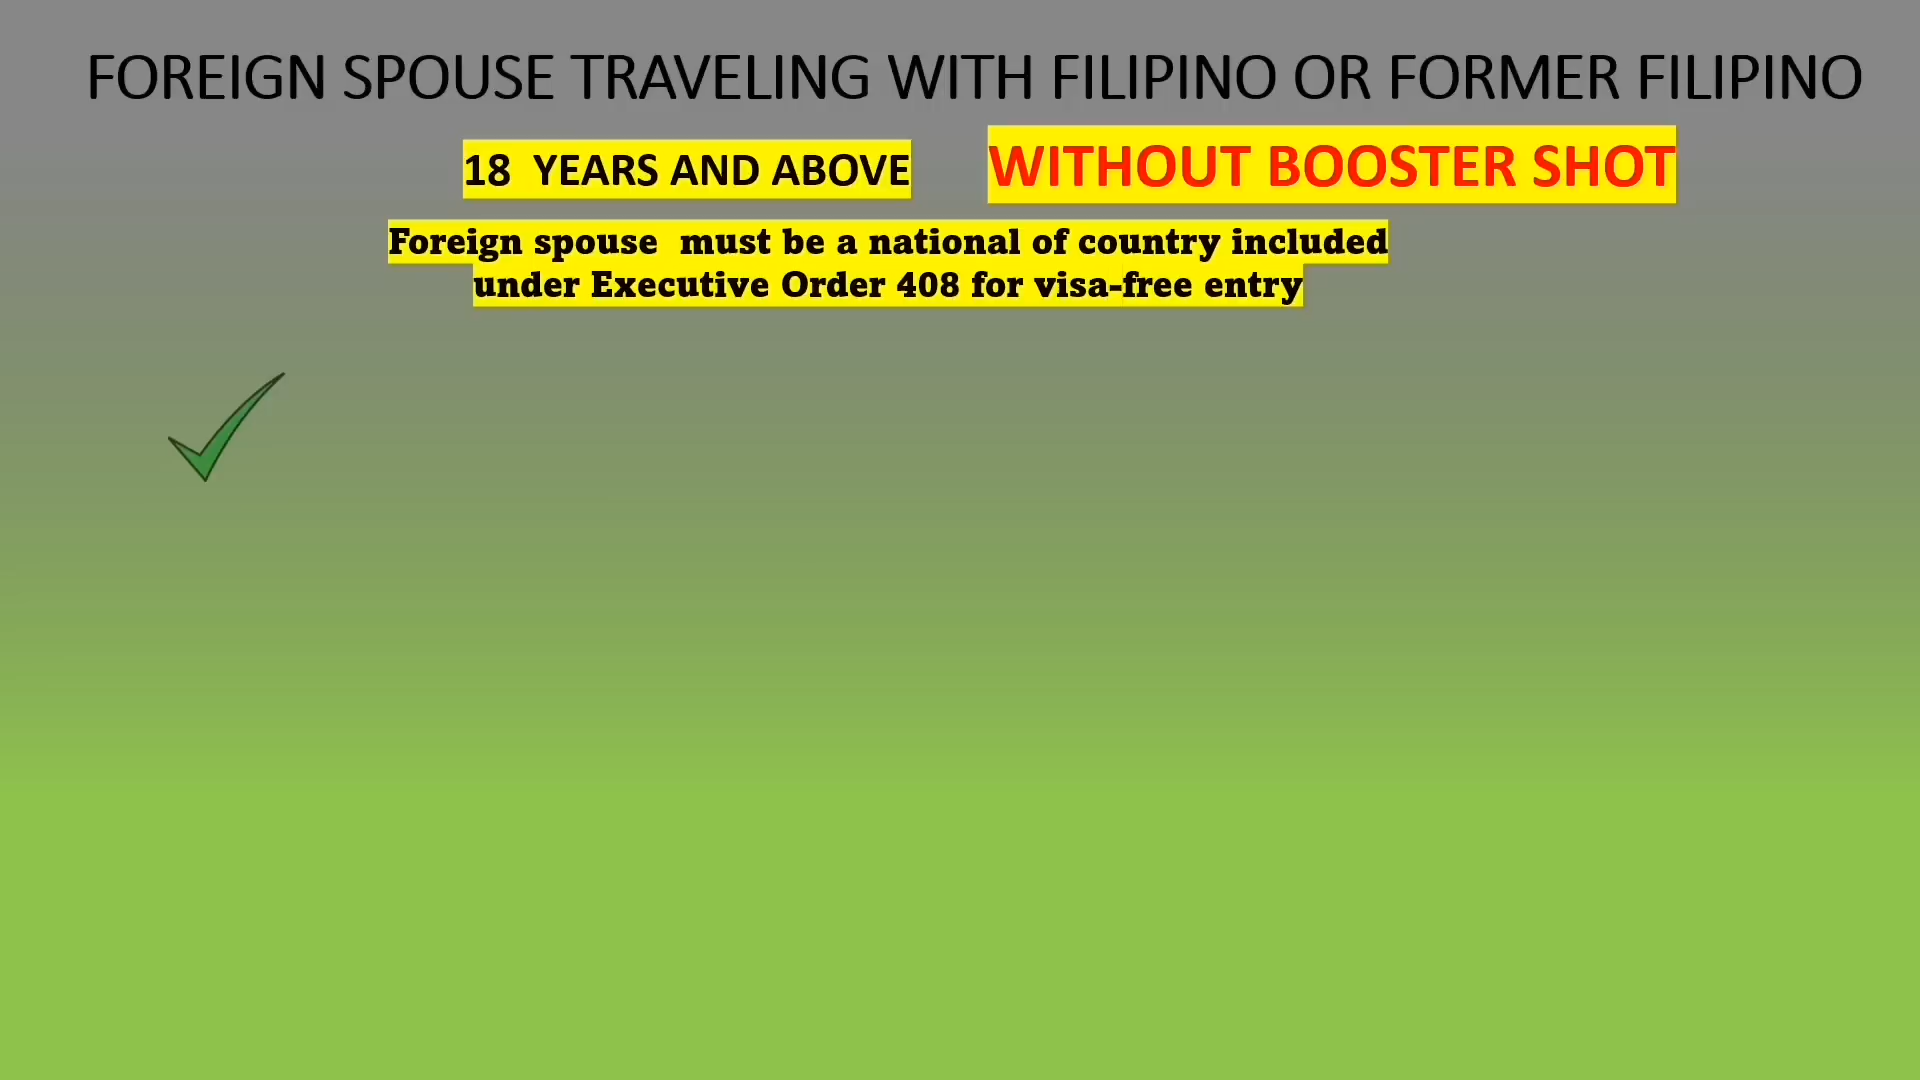 FOREIGN SPOUSE TRAVELING WITH FILIPINO OR FORMER FILIPINO
18 YEARS AND ABOVE WITHOUT BOOSTER SHOT
Foreign spouse must be a national of country included
under Executive Order 408 for visa-free entry